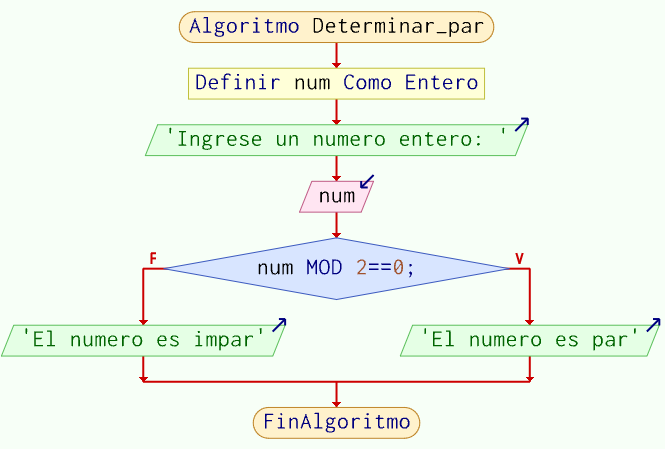 Algoritmo Determinar_par
Definir num Como Entero
'Ingrese un numero entero: '
num
num MOD 2==0;
F
V
'El numero es impar'
'El numero es par'
FinAlgoritmo